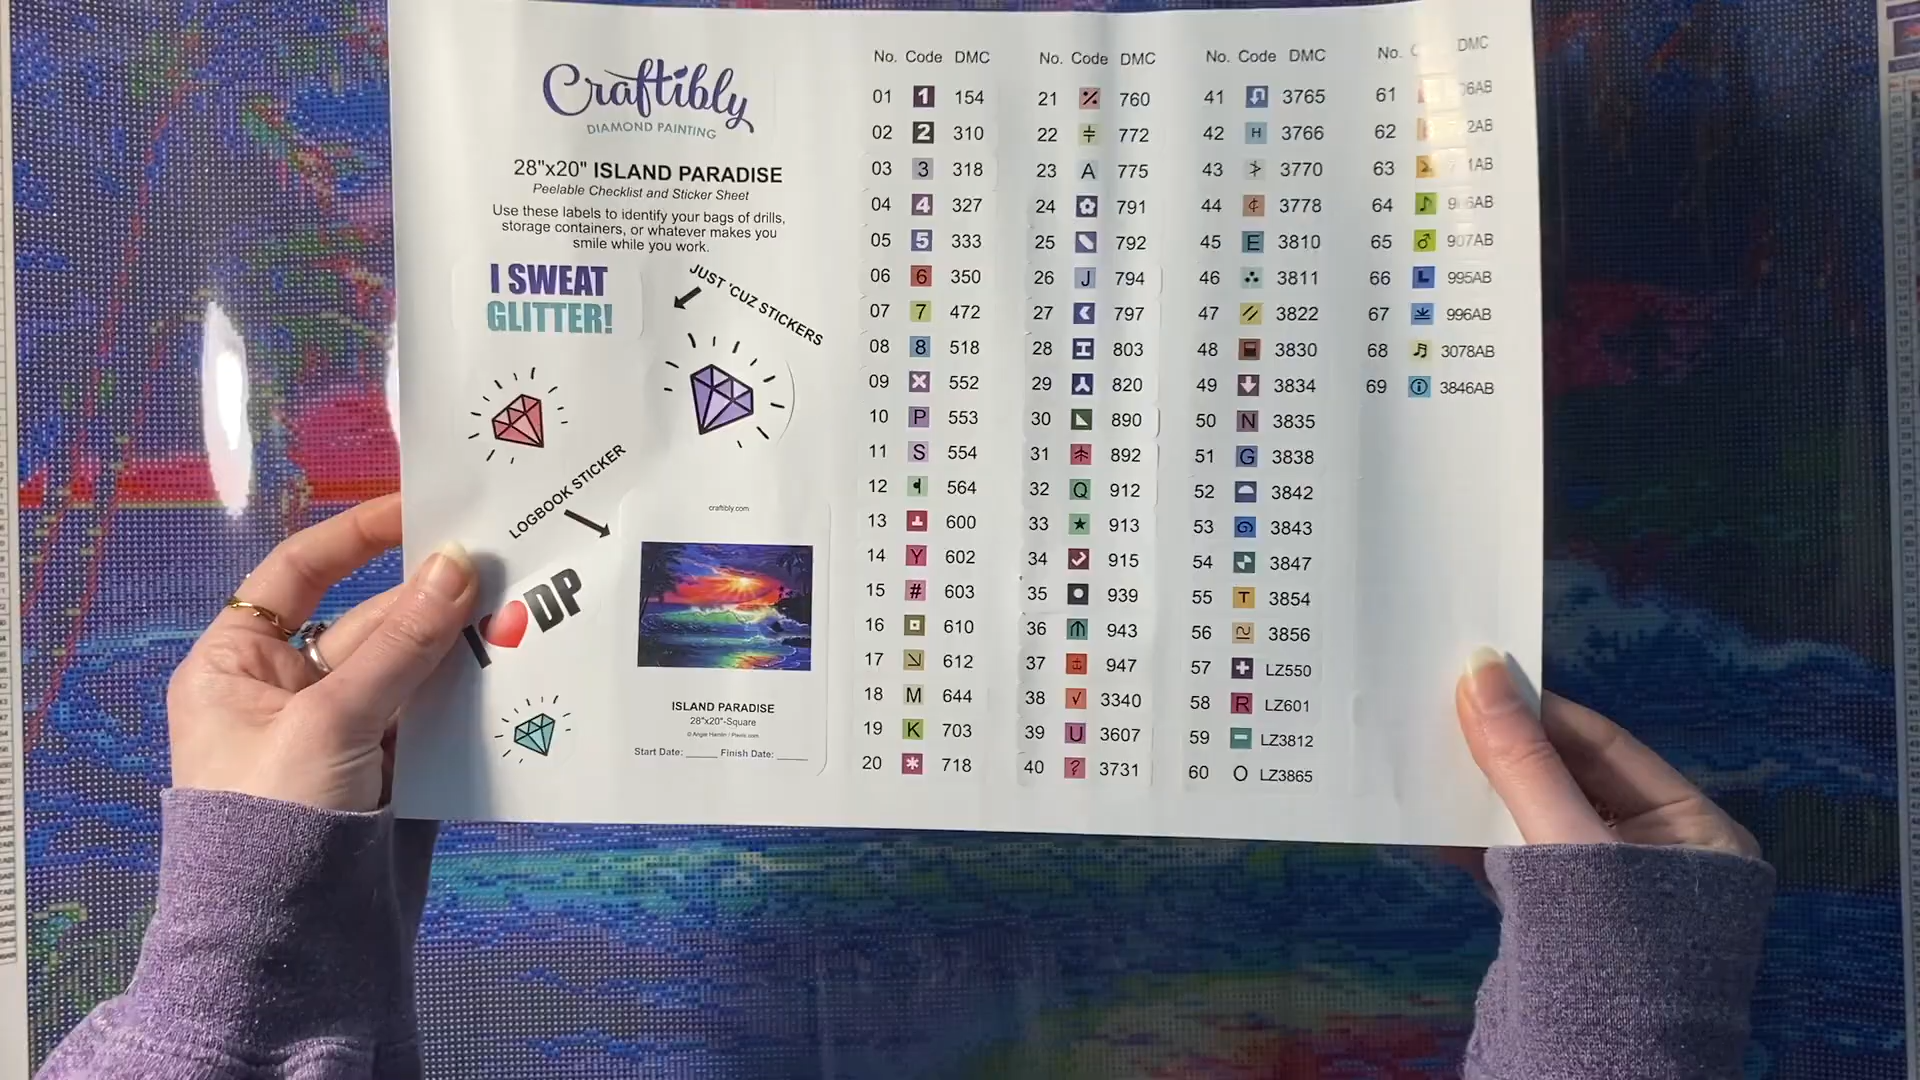 Craftibly
DIAMOND PAINTING
28"x20" ISLAND PARADISE
Peelable Checklist and Sticker Sheet
Use these labels to identify your bags of drills,
storage containers, or whatever makes you
smile while you work.
I SWEAT
GLITTER!
JUST 'CUZ STICKERS
LOGBOOK STICKER
I DP
craftibly.com
ISLAND PARADISE
28"x20"-Square
© Angie Hamlin / Pixels.com
Start Date: _____ Finish Date: _____
No. Code DMC
01 1 154
02 2 310
03 3 318
04 4 327
05 5 333
06 6 350
07 7 472
08 8 518
09 X 552
10 P 553
11 S 554
12 564
13 600
14 Y 602
15 # 603
16 610
17 612
18 M 644
19 K 703
20 * 718
No. Code DMC
21 760
22 772
23 A 775
24 791
25 792
26 J 794
27 797
28 I 803
29 820
30 890
31 892
32 Q 912
33 ★ 913
34 915
35 939
36 943
37 947
38 √ 3340
39 U 3607
40 ? 3731
No. Code DMC
41 3765
42 H 3766
43 3770
44 ¢ 3778
45 E 3810
46 3811
47 3822
48 3830
49 3834
50 N 3835
51 G 3838
52 3842
53 3843
54 3847
55 T 3854
56 3856
57 + LZ550
58 R LZ601
59 - LZ3812
60 O LZ3865
No. DMC
61
62
63
64
65 ♂ 907AB
66 L 995AB
67 996AB
68 ♬ 3078AB
69 3846AB